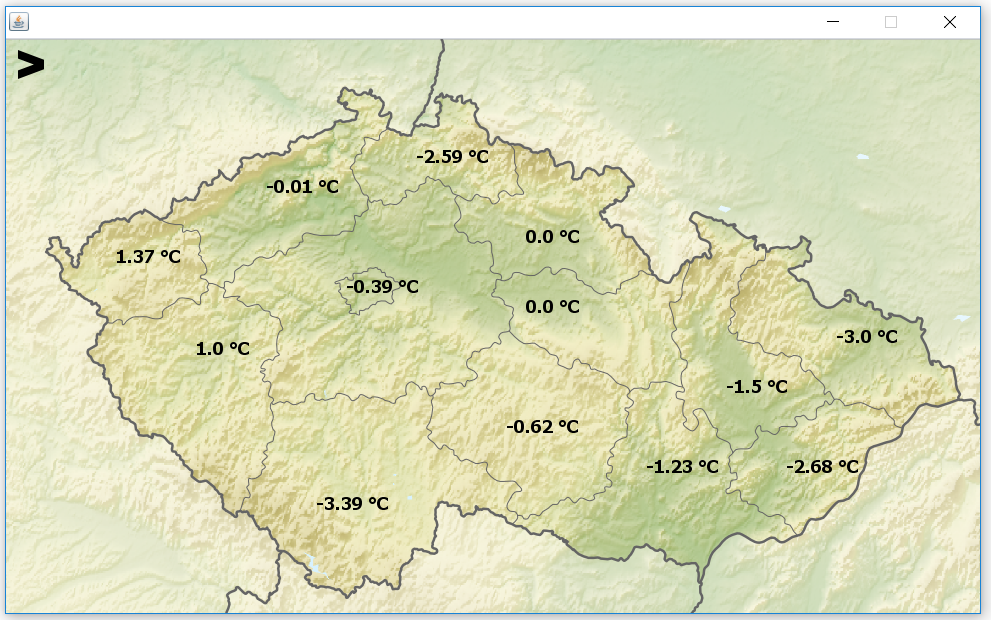 >
-2.59 °C
-0.01 °C
0.0 °C
1.37 °C
-0.39 °C
0.0 °C
-3.0 °C
1.0 °C
-1.5 °C
-0.62 °C
-1.23 °C
-2.68 °C
-3.39 °C